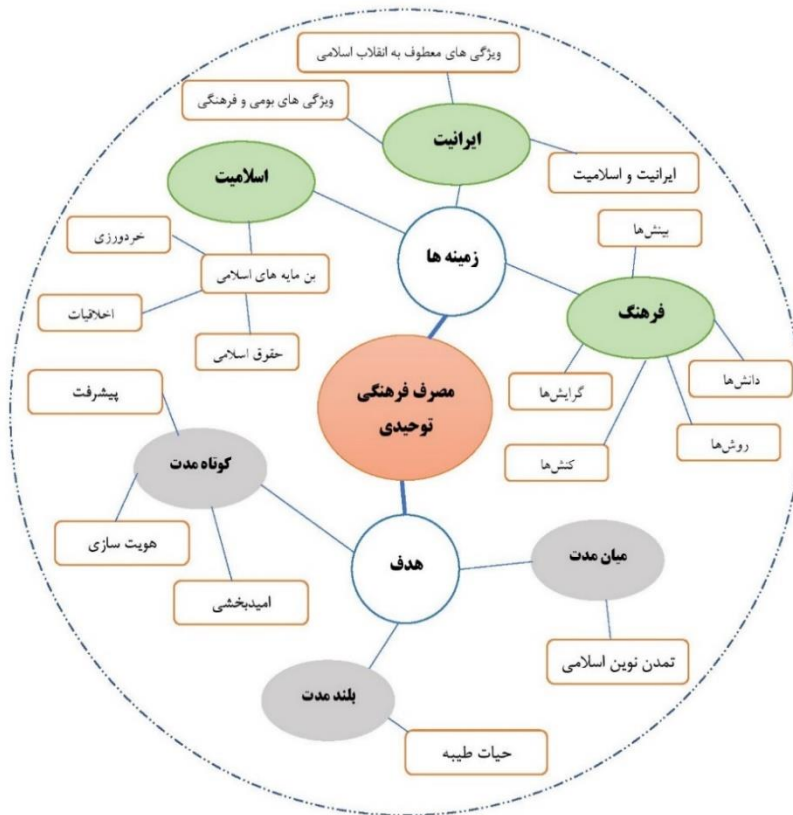 ویژگی های معطوف به انقلاب اسلامی
ویژگی های بومی و فرهنگی
ایرانیت
ایرانیت و اسلامیت
اسلامیت
خردورزی
بن مایه های اسلامی
اخلاقیات
حقوق اسلامی
زمینه ها
بینش‌ها
فرهنگ
دانش‌ها
گرایش‌ها
روش‌ها
کنش‌ها
مصرف فرهنگی
توحیدی
پیشرفت
کوتاه مدت
هویت سازی
امیدبخشی
هدف
میان مدت
تمدن نوین اسلامی
بلند مدت
حیات طیبه